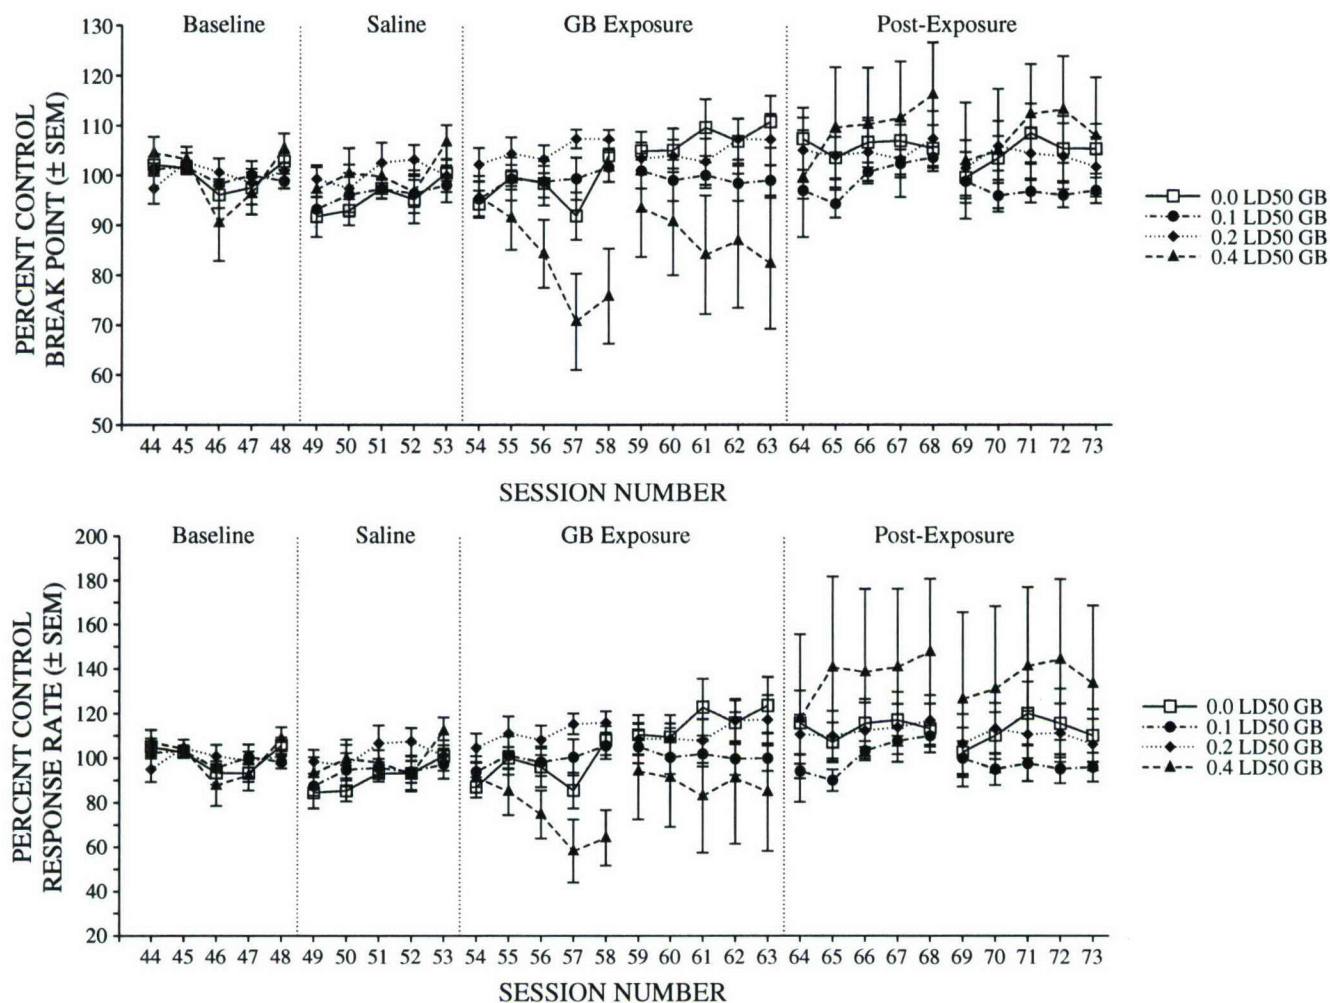 Baseline Saline GB Exposure Post-Exposure
130
120
110
100
90
80
70
60
50
PERCENT CONTROL
BREAK POINT (± SEM)
44 45 46 47 48 49 50 51 52 53 54 55 56 57 58 59 60 61 62 63 64 65 66 67 68 69 70 71 72 73
SESSION NUMBER
0.0 LD50 GB
0.1 LD50 GB
0.2 LD50 GB
0.4 LD50 GB
Baseline Saline GB Exposure Post-Exposure
200
180
160
140
120
100
80
60
40
20
PERCENT CONTROL
RESPONSE RATE (± SEM)
44 45 46 47 48 49 50 51 52 53 54 55 56 57 58 59 60 61 62 63 64 65 66 67 68 69 70 71 72 73
SESSION NUMBER
0.0 LD50 GB
0.1 LD50 GB
0.2 LD50 GB
0.4 LD50 GB